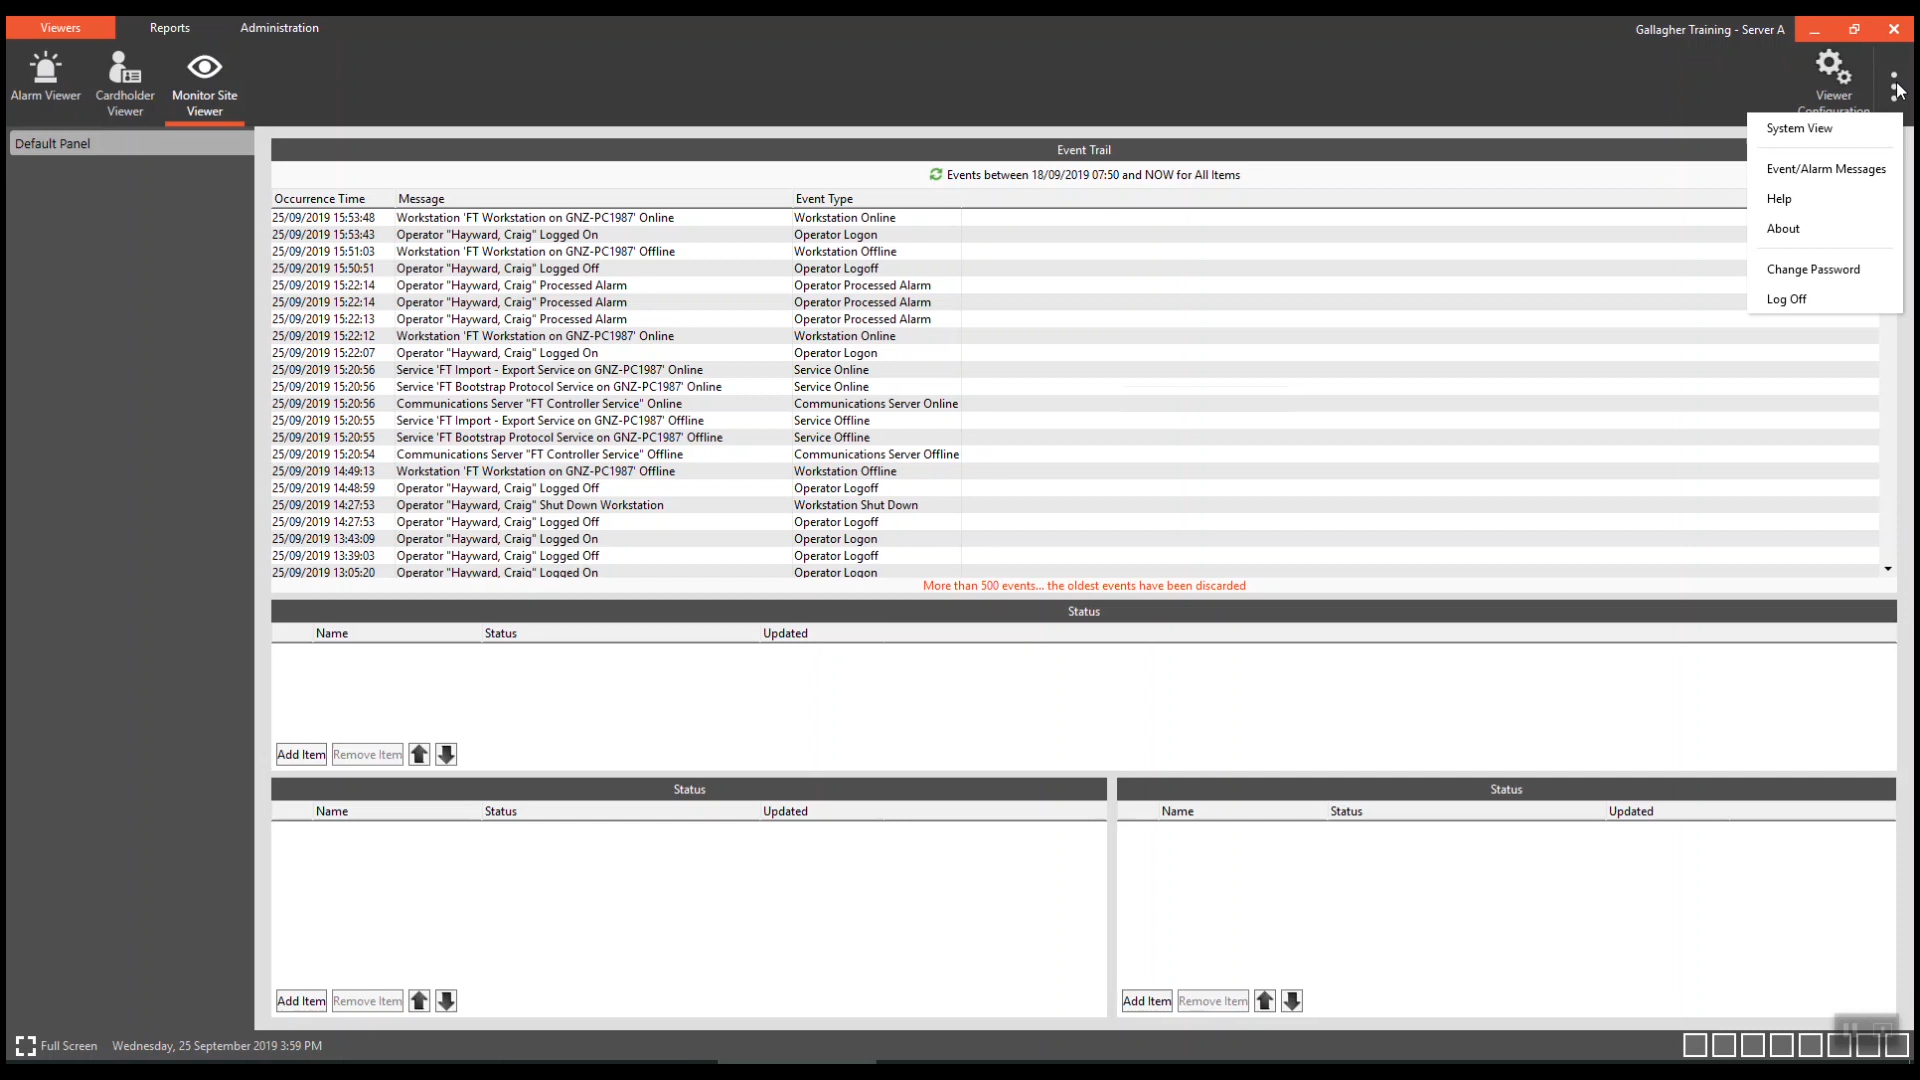 Viewers Reports Administration Gallagher Training - Server A
Alarm Viewer
Cardholder Viewer
Monitor Site Viewer
Viewer Configuration
System View
Event/Alarm Messages
Help
About
Change Password
Log Off
Default Panel
Event Trail
Events between 18/09/2019 07:50 and NOW for All Items
Occurrence Time Message Event Type
25/09/2019 15:53:48 Workstation 'FT Workstation on GNZ-PC1987' Online Workstation Online
25/09/2019 15:53:43 Operator "Hayward, Craig" Logged On Operator Logon
25/09/2019 15:51:03 Workstation 'FT Workstation on GNZ-PC1987' Offline Workstation Offline
25/09/2019 15:50:51 Operator "Hayward, Craig" Logged Off Operator Logoff
25/09/2019 15:22:14 Operator "Hayward, Craig" Processed Alarm Operator Processed Alarm
25/09/2019 15:22:14 Operator "Hayward, Craig" Processed Alarm Operator Processed Alarm
25/09/2019 15:22:13 Operator "Hayward, Craig" Processed Alarm Operator Processed Alarm
25/09/2019 15:22:12 Workstation 'FT Workstation on GNZ-PC1987' Online Workstation Online
25/09/2019 15:22:07 Operator "Hayward, Craig" Logged On Operator Logon
25/09/2019 15:20:56 Service 'FT Import - Export Service on GNZ-PC1987' Online Service Online
25/09/2019 15:20:56 Service 'FT Bootstrap Protocol Service on GNZ-PC1987' Online Service Online
25/09/2019 15:20:56 Communications Server "FT Controller Service" Online Communications Server Online
25/09/2019 15:20:55 Service 'FT Import - Export Service on GNZ-PC1987' Offline Service Offline
25/09/2019 15:20:55 Service 'FT Bootstrap Protocol Service on GNZ-PC1987' Offline Service Offline
25/09/2019 15:20:54 Communications Server "FT Controller Service" Offline Communications Server Offline
25/09/2019 14:49:13 Workstation 'FT Workstation on GNZ-PC1987' Offline Workstation Offline
25/09/2019 14:48:59 Operator "Hayward, Craig" Logged Off Operator Logoff
25/09/2019 14:27:53 Operator "Hayward, Craig" Shut Down Workstation Workstation Shut Down
25/09/2019 14:27:53 Operator "Hayward, Craig" Logged Off Operator Logoff
25/09/2019 13:43:09 Operator "Hayward, Craig" Logged On Operator Logon
25/09/2019 13:39:03 Operator "Hayward, Craig" Logged Off Operator Logoff
25/09/2019 13:05:20 Operator "Hayward, Craig" Logged On Operator Logon
More than 500 events... the oldest events have been discarded
Status
Name Status Updated
Add Item Remove Item
Status
Name Status Updated
Add Item Remove Item
Status
Name Status Updated
Add Item Remove Item
Full Screen Wednesday, 25 September 2019 3:59 PM